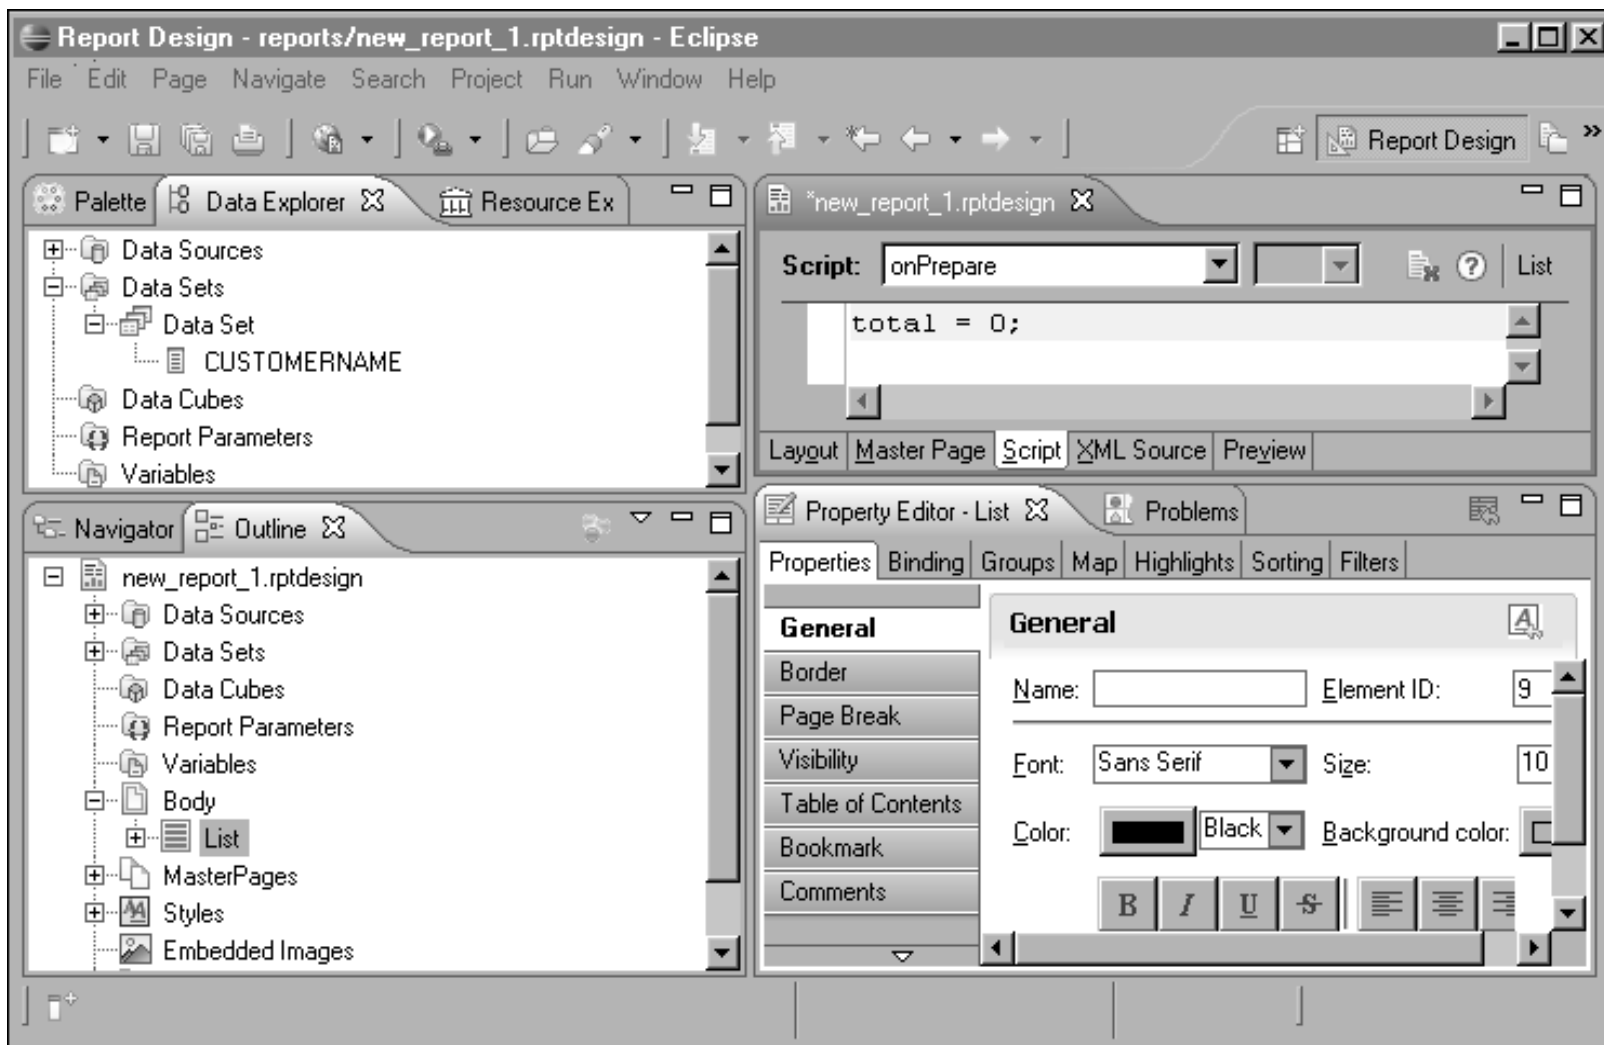 Report Design - reports/new_report_1.rptdesign - Eclipse
File Edit Page Navigate Search Project Run Window Help
Report Design »
Palette Data Explorer Resource Ex
Data Sources
Data Sets
Data Set
CUSTOMERNAME
Data Cubes
Report Parameters
Variables
*new_report_1.rptdesign
Script: onPrepare List
total = 0;
Layout Master Page Script XML Source Preview
Navigator Outline
new_report_1.rptdesign
Data Sources
Data Sets
Data Cubes
Report Parameters
Variables
Body
List
MasterPages
Styles
Embedded Images
Property Editor - List Problems
Properties Binding Groups Map Highlights Sorting Filters
General
Border
Page Break
Visibility
Table of Contents
Bookmark
Comments
General
Name: Element ID: 9
Font: Sans Serif Size: 10
Color: Black Background color:
B I U S